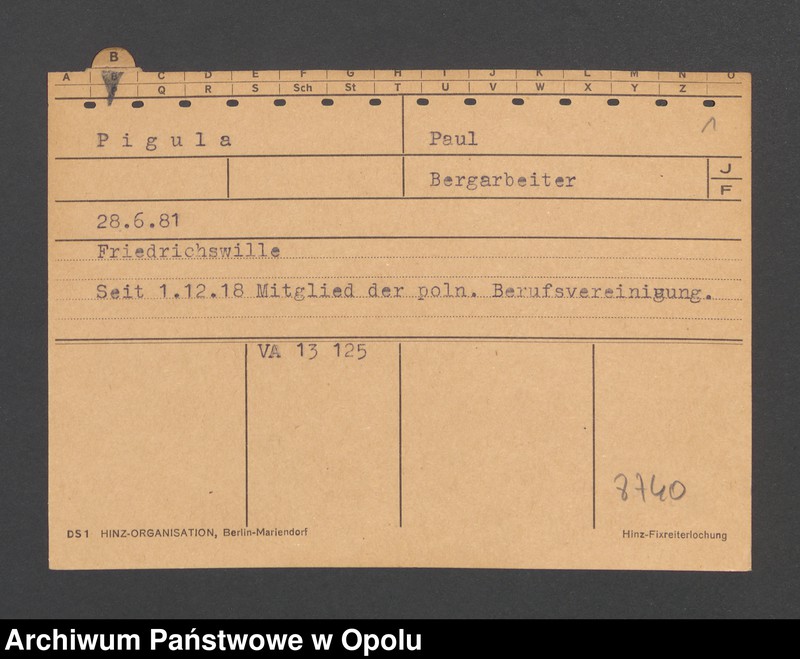 B
A B C D E F G H I J K L M N O
P Q R S Sch St T U V W X Y Z
1
Pigula Paul
Bergarbeiter J
F
28.6.81
Friedrichswille
Seit 1.12.18 Mitglied der poln. Berufsvereinigung.
VA 13 125
8740
DS1 HINZ-ORGANISATION, Berlin-Mariendorf Hinz-Fixreiterlochung
Archiwum Państwowe w Opolu